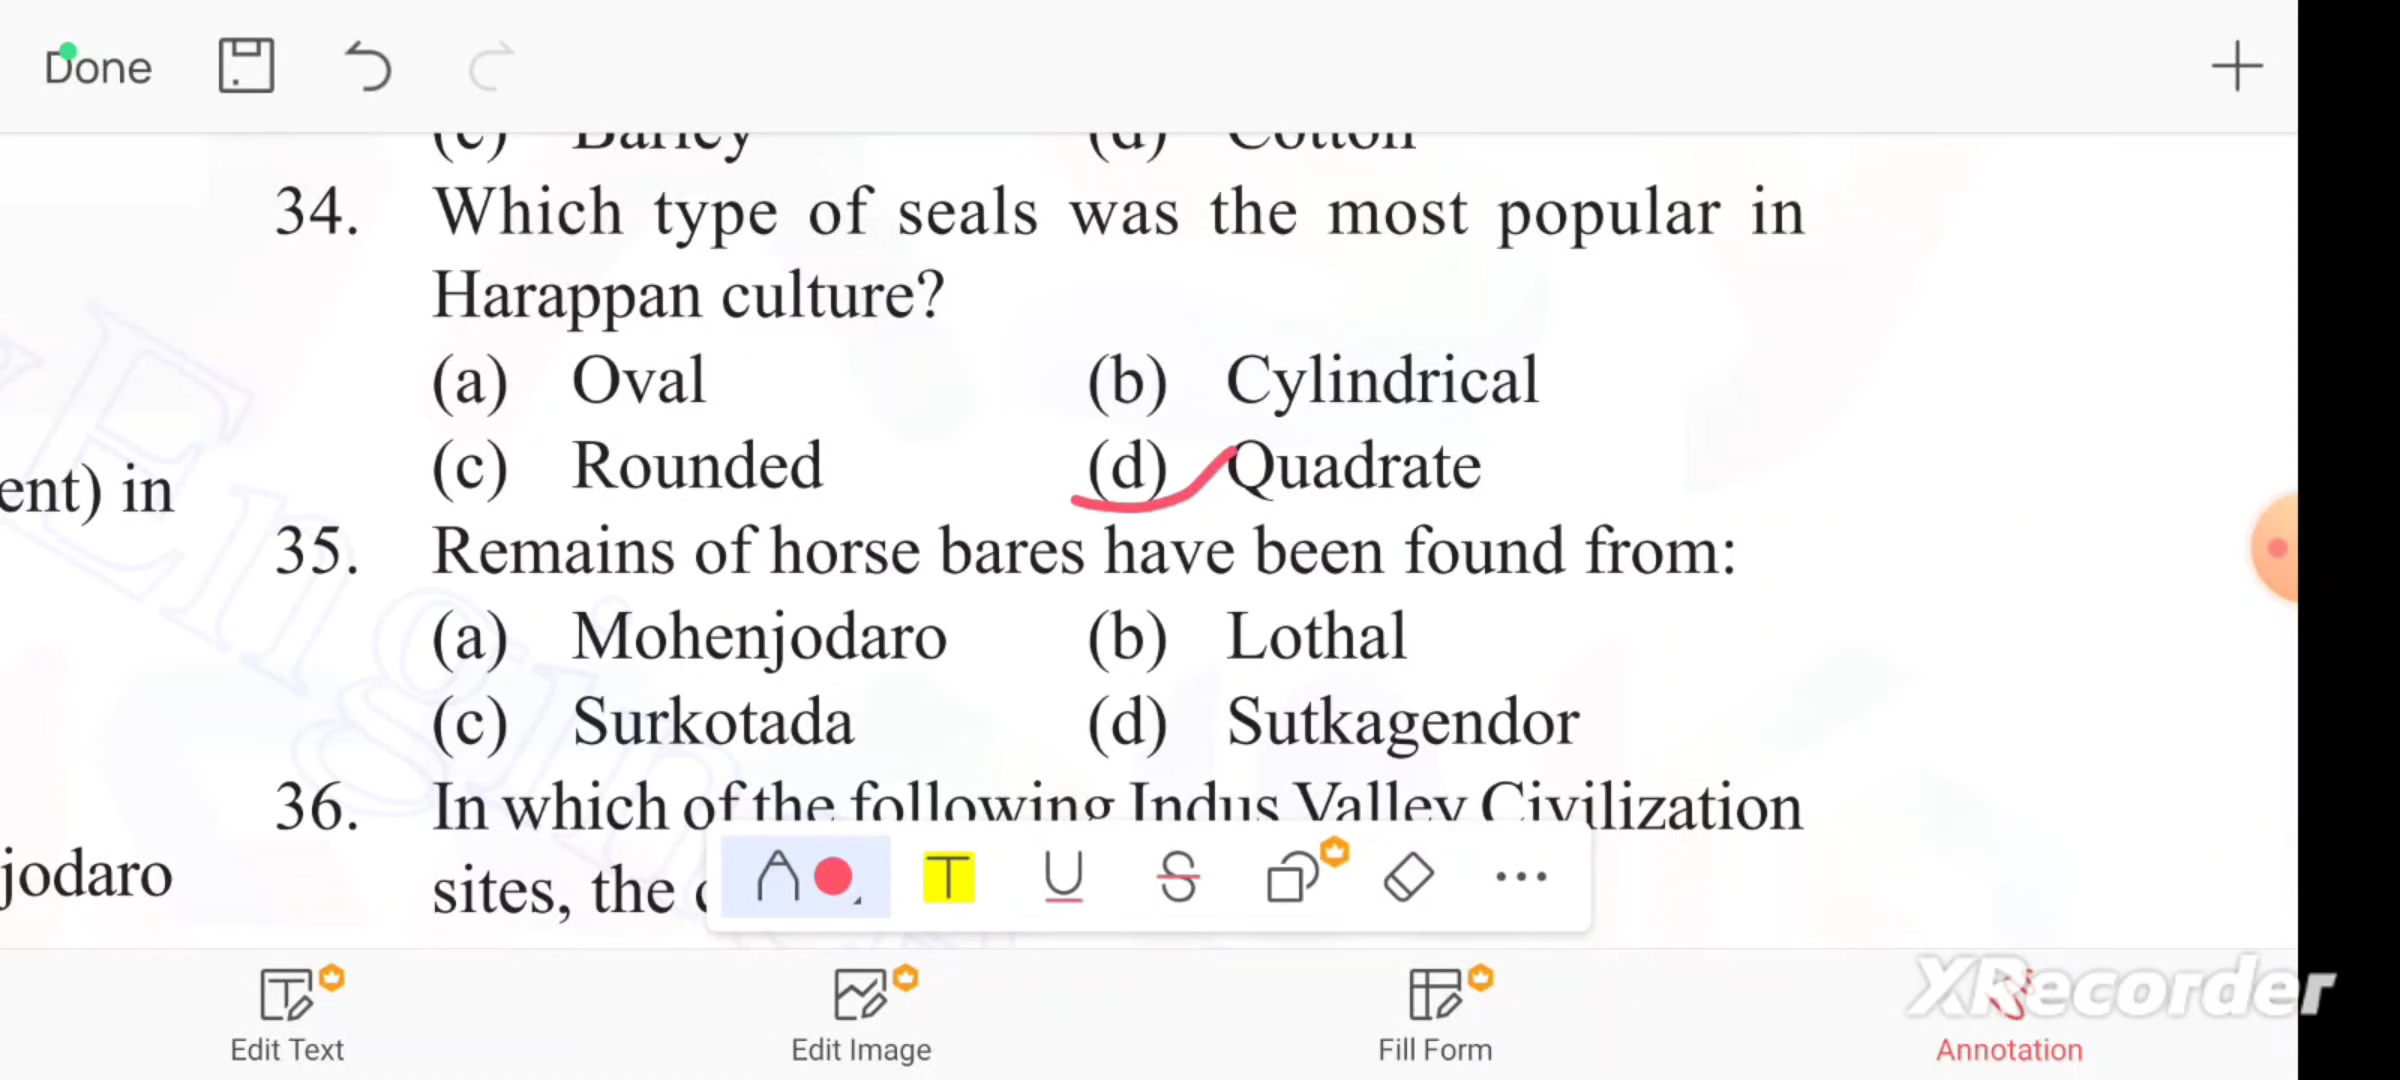 Done
(c) Barley (d) Cotton
34. Which type of seals was the most popular in
Harappan culture?
(a) Oval (b) Cylindrical
(c) Rounded (d) Quadrate
ent) in
35. Remains of horse bares have been found from:
(a) Mohenjodaro (b) Lothal
(c) Surkotada (d) Sutkagendor
36. In which of the following Indus Valley Civilization
jodaro
sites, the
Edit Text
Edit Image
Fill Form
Annotation
XRecorder